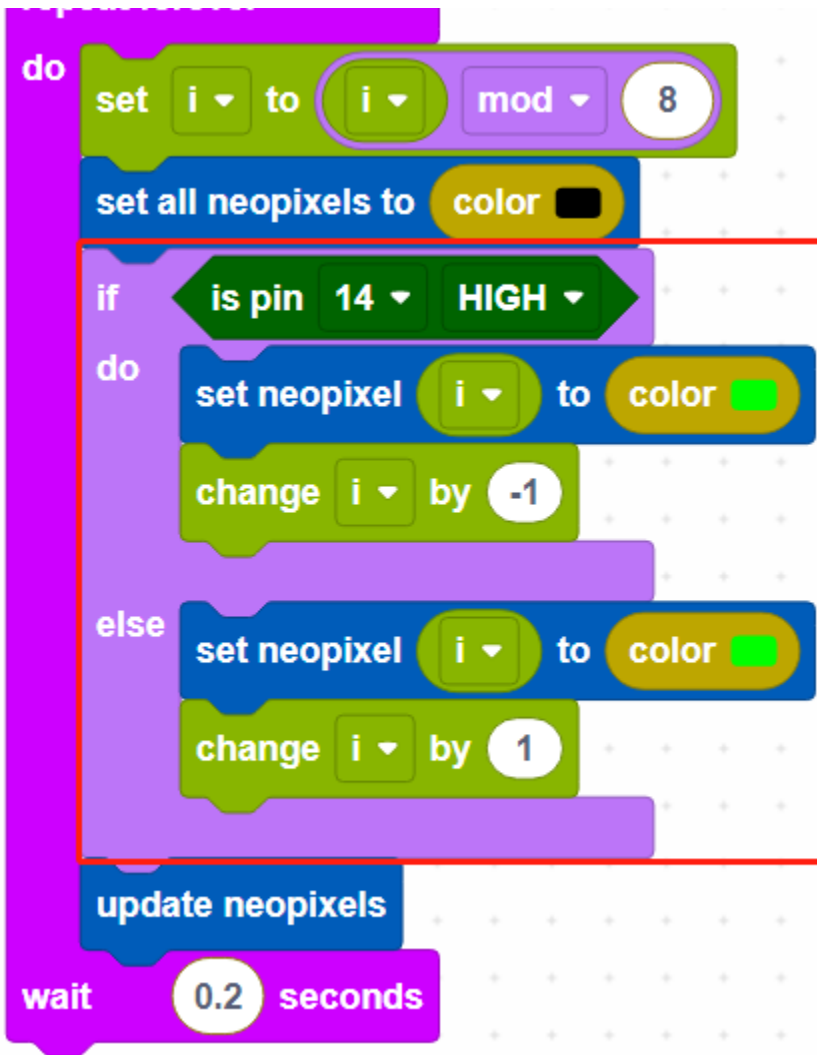 do
set i to i mod 8
set all neopixels to color
if is pin 14 HIGH
do
set neopixel i to color
change i by -1
else
set neopixel i to color
change i by 1
update neopixels
wait 0.2 seconds